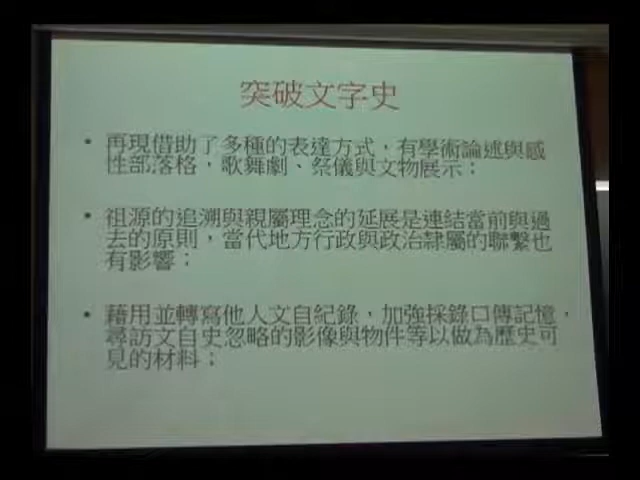 突破文字史
• 再現借助了多種的表達方式，有學術論述與感
性部落格，歌舞劇、祭儀與文物展示；
• 祖源的追溯與親屬理念的延展是連結當前與過
去的原則，當代地方行政與政治隸屬的聯繫也
有影響；
• 藉用並轉寫他人文自紀錄，加強採錄口傳記憶，
尋訪文自史忽略的影像與物件等以做為歷史可
見的材料；